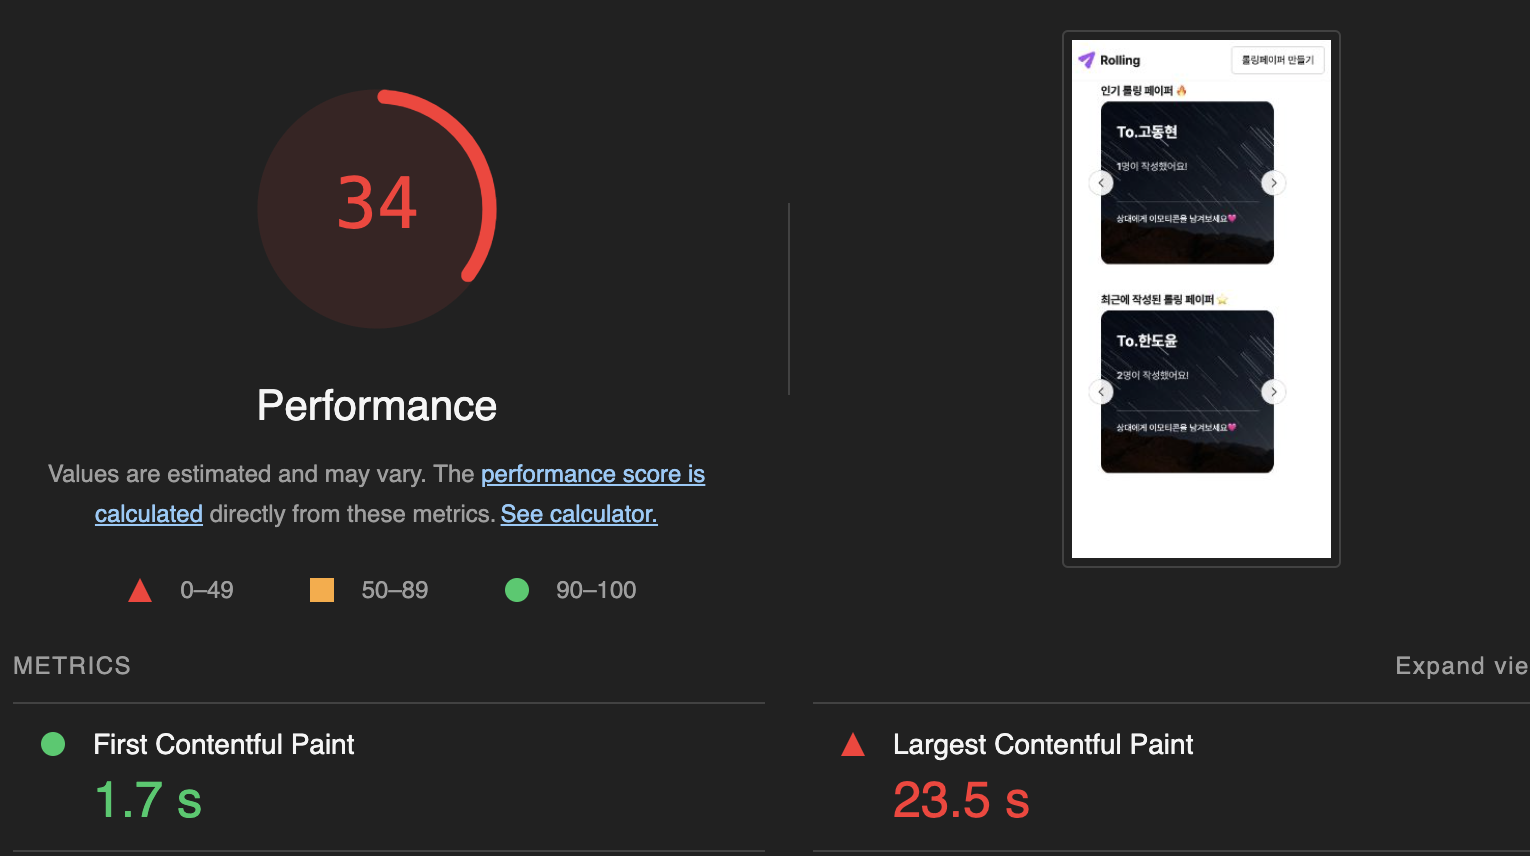 34
Performance
Values are estimated and may vary. The performance score is
calculated directly from these metrics. See calculator.
0–49
50–89
90–100
Rolling
롤링페이퍼 만들기
인기 롤링 페이퍼 🔥
To.고동현
1명이 작성했어요!
상대에게 이모티콘을 남겨보세요💖
최근에 작성된 롤링 페이퍼 ⭐
To.한도윤
2명이 작성했어요!
상대에게 이모티콘을 남겨보세요💖
METRICS
Expand vie
First Contentful Paint
1.7 s
Largest Contentful Paint
23.5 s